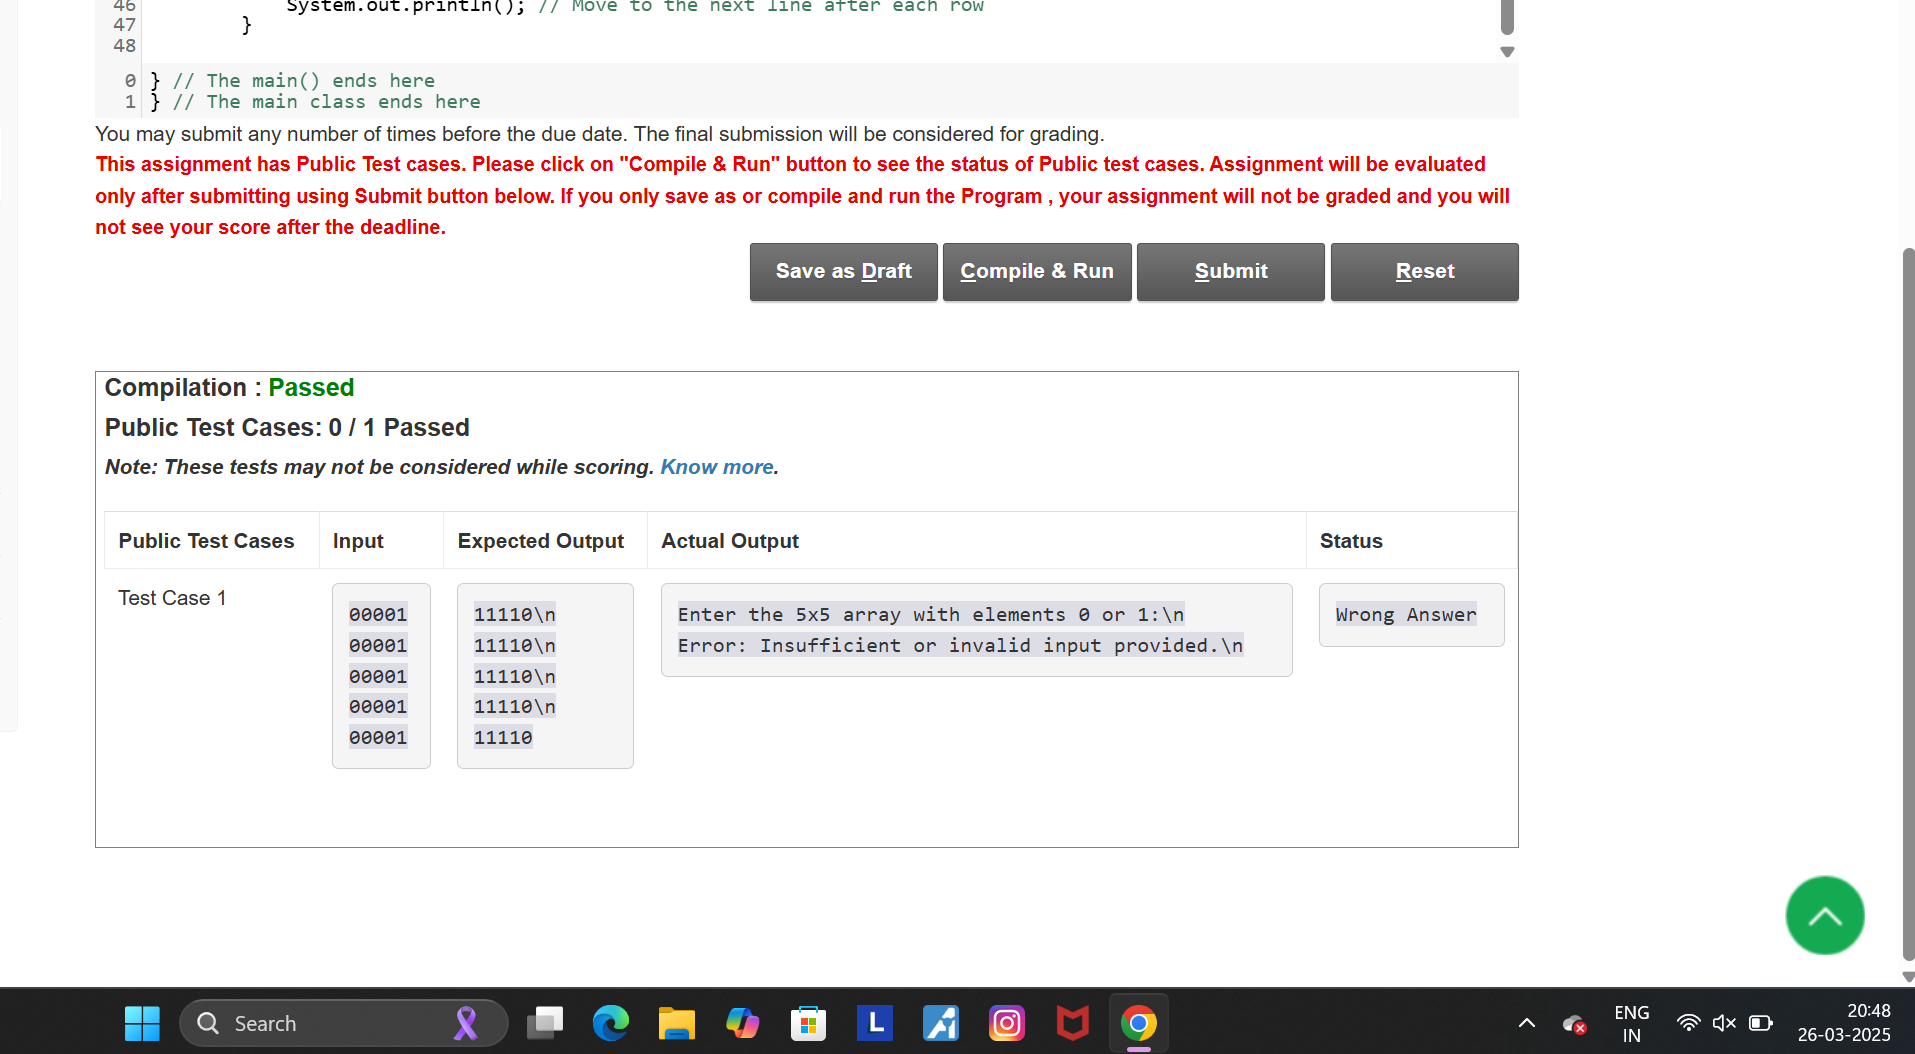 46 System.out.println(); // Move to the next line after each row
47 }
48
0 } // The main() ends here
1 } // The main class ends here
You may submit any number of times before the due date. The final submission will be considered for grading.
This assignment has Public Test cases. Please click on "Compile & Run" button to see the status of Public test cases. Assignment will be evaluated
only after submitting using Submit button below. If you only save as or compile and run the Program , your assignment will not be graded and you will
not see your score after the deadline.
Save as Draft Compile & Run Submit Reset
Compilation : Passed
Public Test Cases: 0 / 1 Passed
Note: These tests may not be considered while scoring. Know more.
Public Test Cases Input Expected Output Actual Output Status
Test Case 1
00001
00001
00001
00001
00001
11110\n
11110\n
11110\n
11110\n
11110
Enter the 5x5 array with elements 0 or 1:\n
Error: Insufficient or invalid input provided.\n
Wrong Answer
Search
L
ENG
IN
20:48
26-03-2025